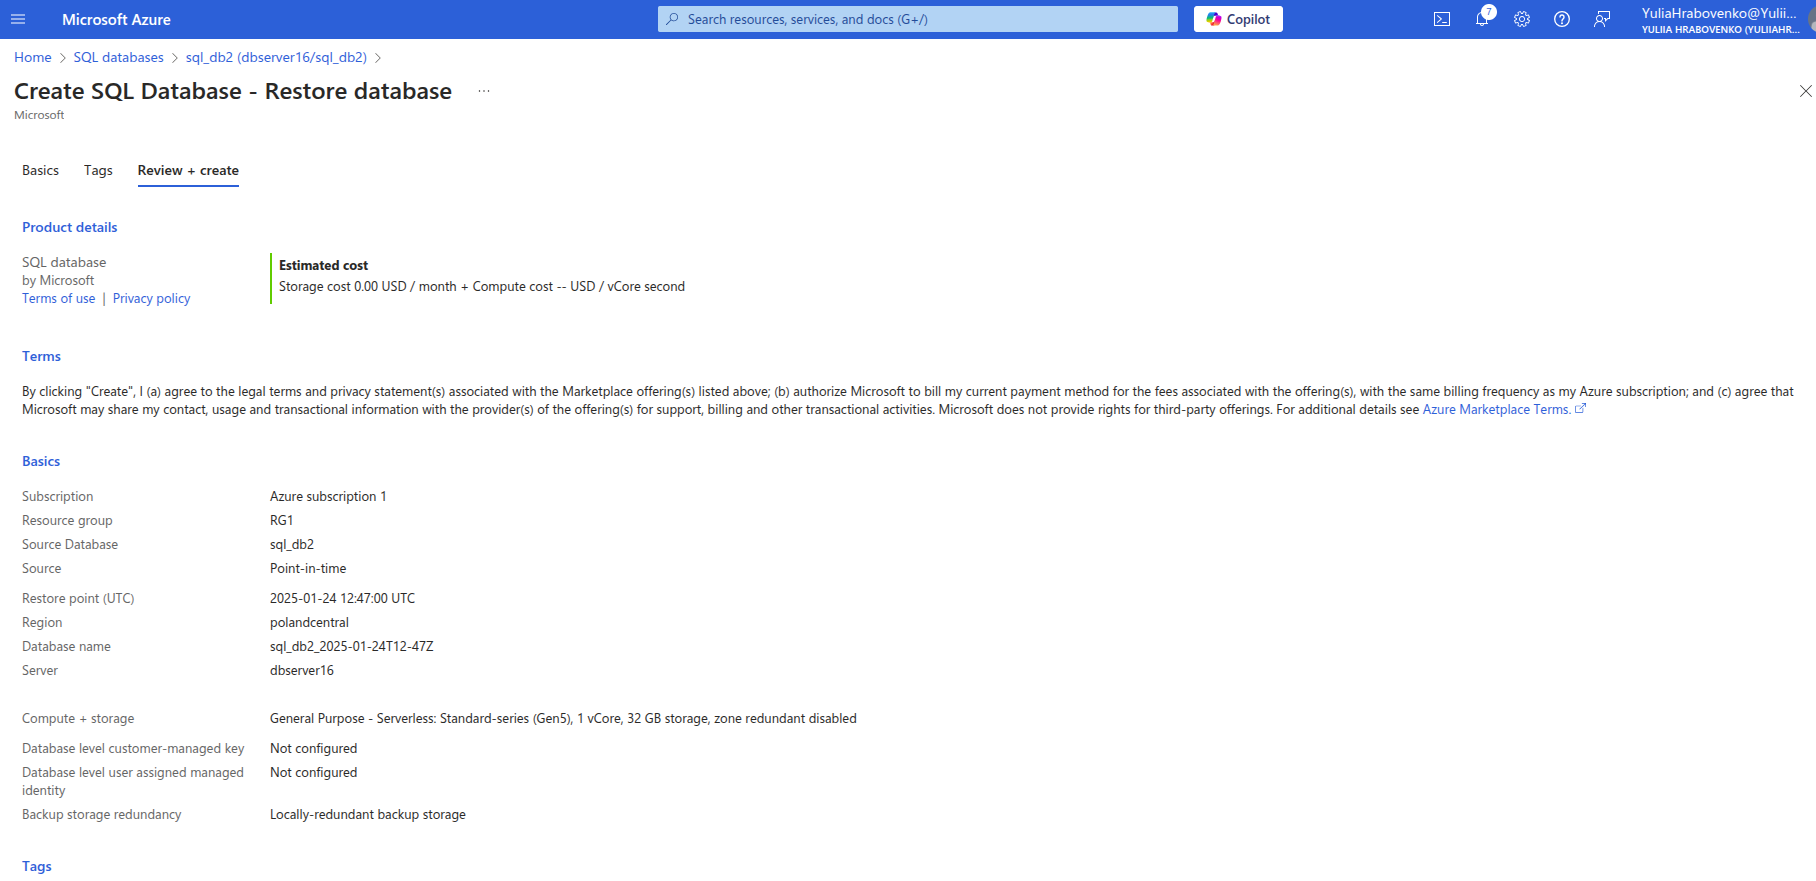 Microsoft Azure
Search resources, services, and docs (G+/)
Copilot
7
YuliaHrabovenko@Yulii...
YULIIA HRABOVENKO (YULIIAHR...
Home > SQL databases > sql_db2 (dbserver16/sql_db2) >
Create SQL Database - Restore database ...
Microsoft
Basics Tags Review + create
Product details
SQL database
by Microsoft
Terms of use | Privacy policy
Estimated cost
Storage cost 0.00 USD / month + Compute cost -- USD / vCore second
Terms
By clicking "Create", I (a) agree to the legal terms and privacy statement(s) associated with the Marketplace offering(s) listed above; (b) authorize Microsoft to bill my current payment method for the fees associated with the offering(s), with the same billing frequency as my Azure subscription; and (c) agree that
Microsoft may share my contact, usage and transactional information with the provider(s) of the offering(s) for support, billing and other transactional activities. Microsoft does not provide rights for third-party offerings. For additional details see Azure Marketplace Terms.
Basics
Subscription Azure subscription 1
Resource group RG1
Source Database sql_db2
Source Point-in-time
Restore point (UTC) 2025-01-24 12:47:00 UTC
Region polandcentral
Database name sql_db2_2025-01-24T12-47Z
Server dbserver16
Compute + storage General Purpose - Serverless: Standard-series (Gen5), 1 vCore, 32 GB storage, zone redundant disabled
Database level customer-managed key Not configured
Database level user assigned managed Not configured
identity
Backup storage redundancy Locally-redundant backup storage
Tags